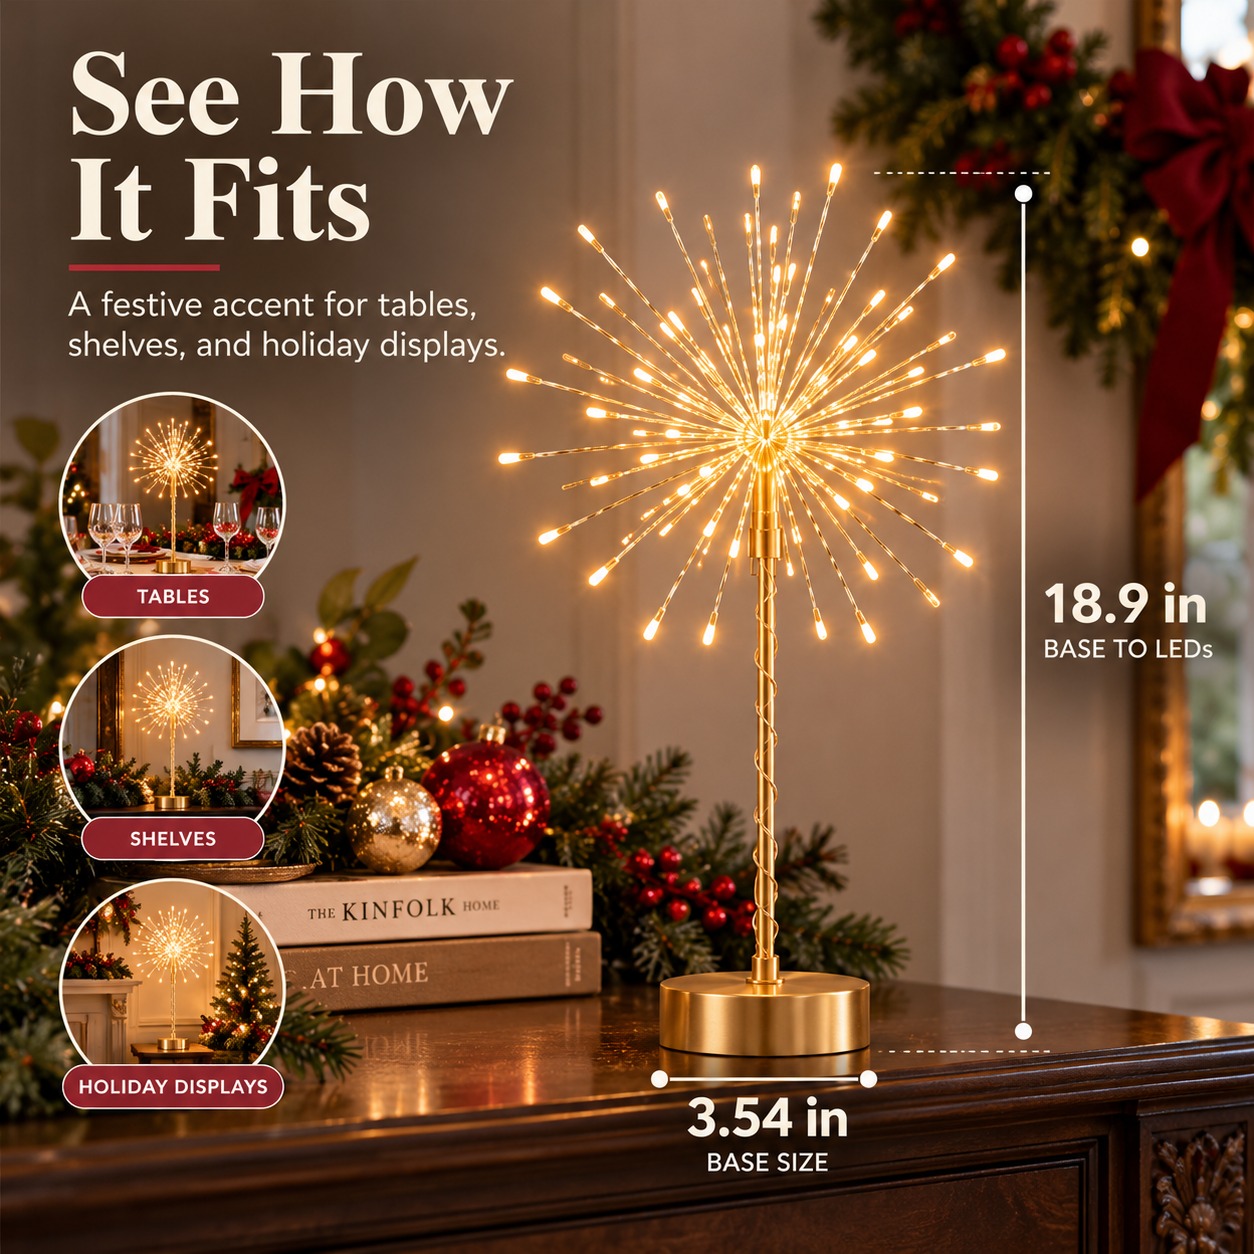 See How
It Fits
A festive accent for tables,
shelves, and holiday displays.
TABLES
SHELVES
HOLIDAY DISPLAYS
THE KINFOLK HOME
AT HOME
18.9 in
BASE TO LEDs
3.54 in
BASE SIZE